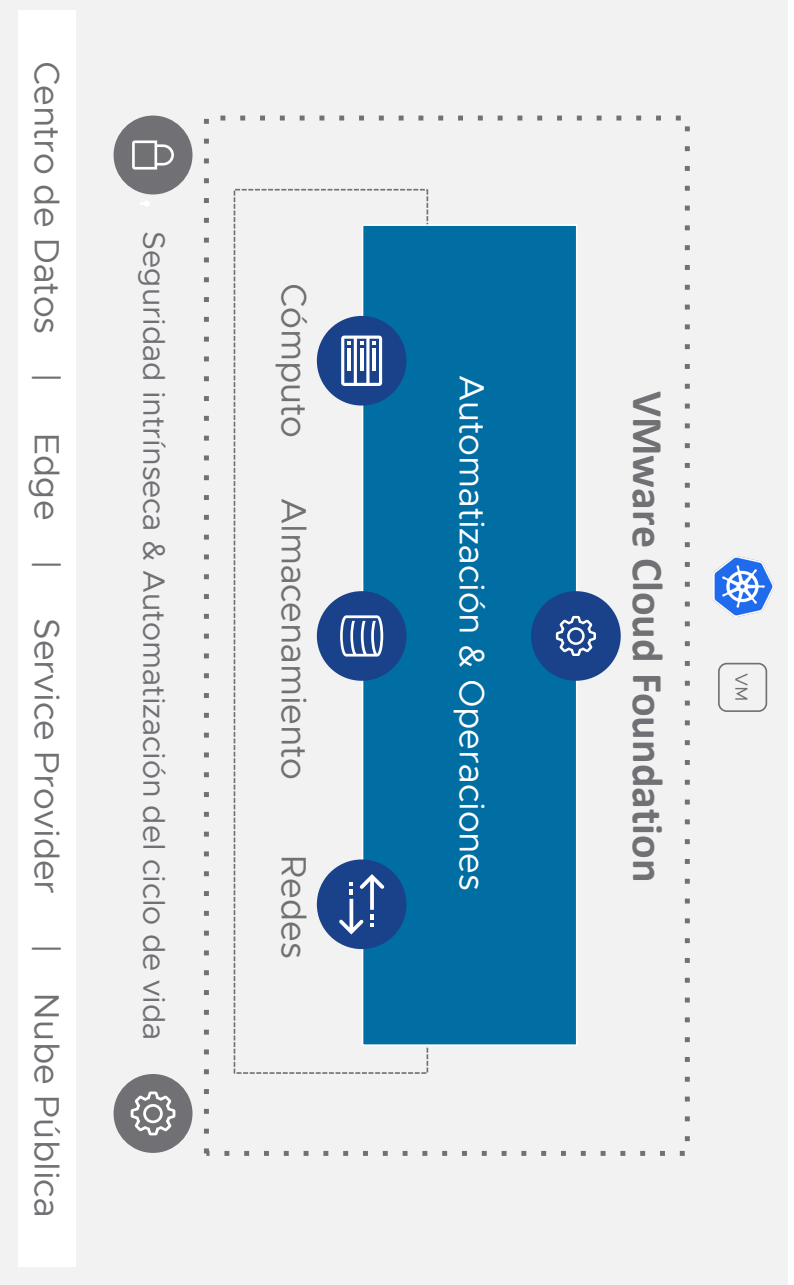 VM
VMware Cloud Foundation
Automatización & Operaciones
Cómputo Almacenamiento Redes
Seguridad intrínseca & Automatización del ciclo de vida
Centro de Datos | Edge | Service Provider | Nube Pública